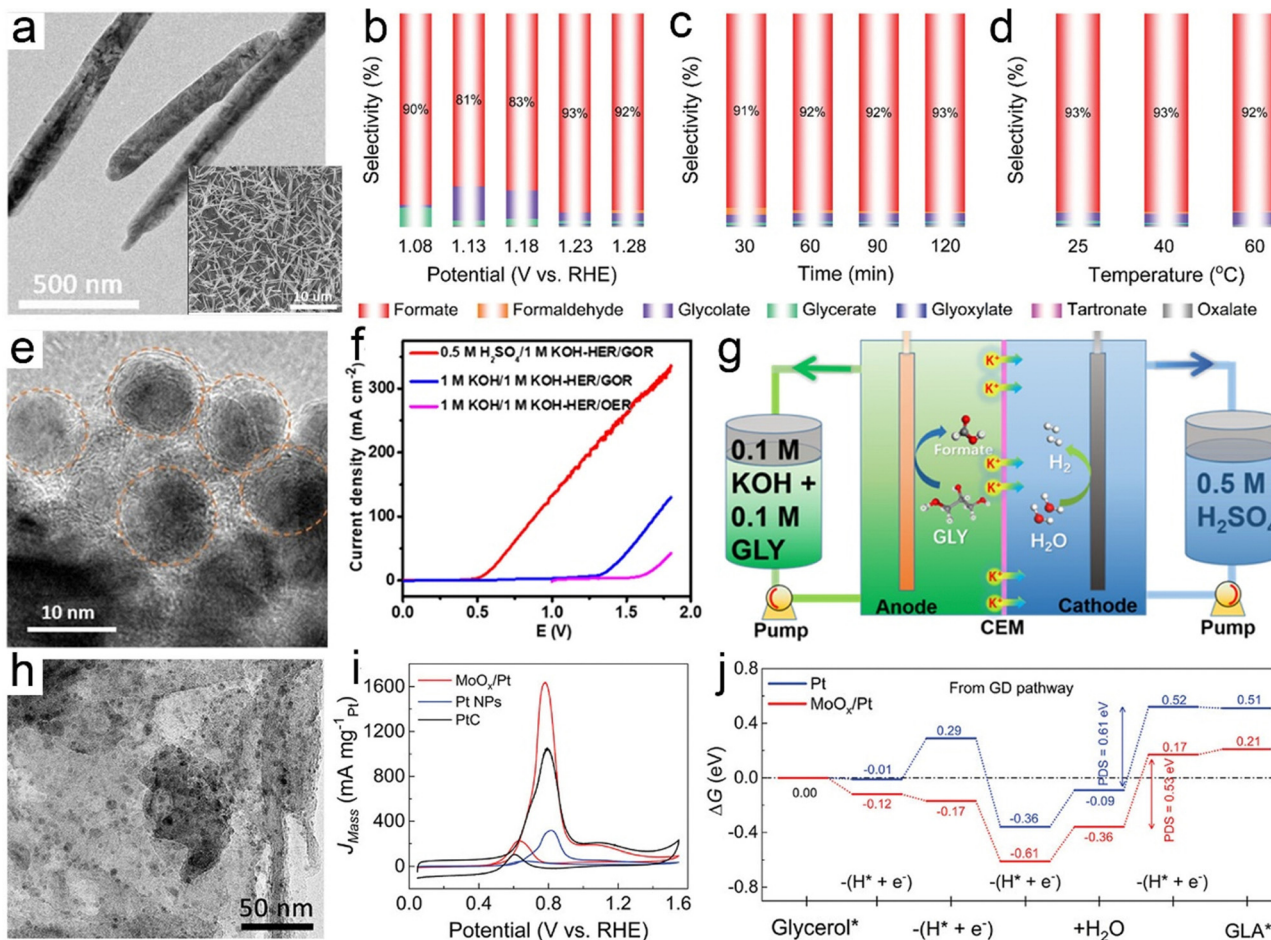 a
500 nm
10 um
b
Selectivity (%)
90%
81%
83%
93%
92%
1.08 1.13 1.18 1.23 1.28
Potential (V vs. RHE)
c
Selectivity (%)
91%
92%
92%
93%
30 60 90 120
Time (min)
d
Selectivity (%)
93%
93%
92%
25 40 60
Temperature (°C)
Formate Formaldehyde Glycolate Glycerate Glyoxylate Tartronate Oxalate
e
10 nm
f
Current density (mA cm⁻²)
300
200
100
0
0.0 0.5 1.0 1.5 2.0
E (V)
0.5 M H₂SO₄/1 M KOH-HER/GOR
1 M KOH/1 M KOH-HER/GOR
1 M KOH/1 M KOH-HER/OER
g
0.1 M
KOH +
0.1 M
GLY
Pump
Formate
GLY
Anode
K⁺
K⁺
K⁺
K⁺
K⁺
K⁺
CEM
H₂
H₂O
Cathode
0.5 M
H₂SO₄
Pump
h
50 nm
i
J_Mass (mA mg⁻¹_Pt)
1600
1200
800
400
0
MoOₓ/Pt
Pt NPs
PtC
0.0 0.4 0.8 1.2 1.6
Potential (V vs. RHE)
j
ΔG (eV)
0.4
0.0
-0.4
-0.8
Pt
MoOₓ/Pt
From GD pathway
0.00
-0.01
-0.12
0.29
-0.17
-0.36
-0.61
-0.09
-0.36
PDS = 0.61 eV
0.52
0.17
PDS = 0.53 eV
0.51
0.21
-(H* + e⁻) -(H* + e⁻) -(H* + e⁻)
Glycerol* -(H* + e⁻) +H₂O GLA*